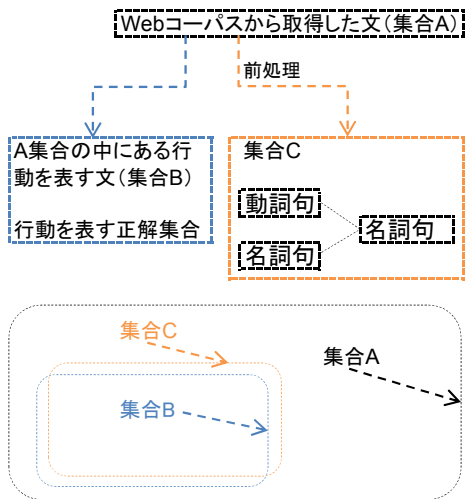 Webコーパスから取得した文(集合A)
前処理
A集合の中にある行
動を表す文(集合B)
行動を表す正解集合
集合C
動詞句
名詞句
名詞句
集合C
集合A
集合B